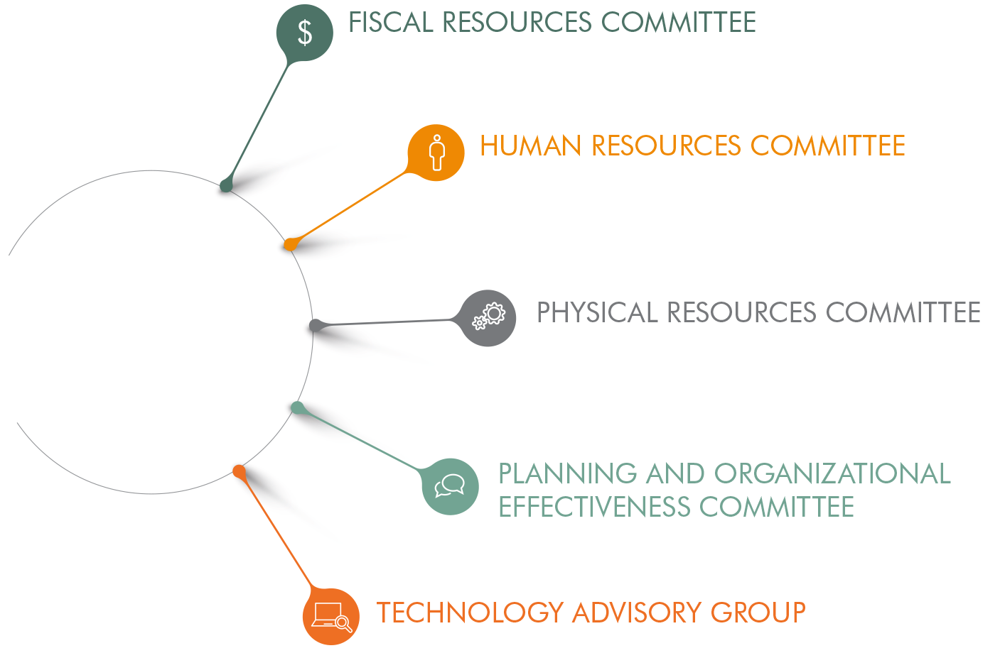 $
FISCAL RESOURCES COMMITTEE
HUMAN RESOURCES COMMITTEE
PHYSICAL RESOURCES COMMITTEE
PLANNING AND ORGANIZATIONAL
EFFECTIVENESS COMMITTEE
TECHNOLOGY ADVISORY GROUP